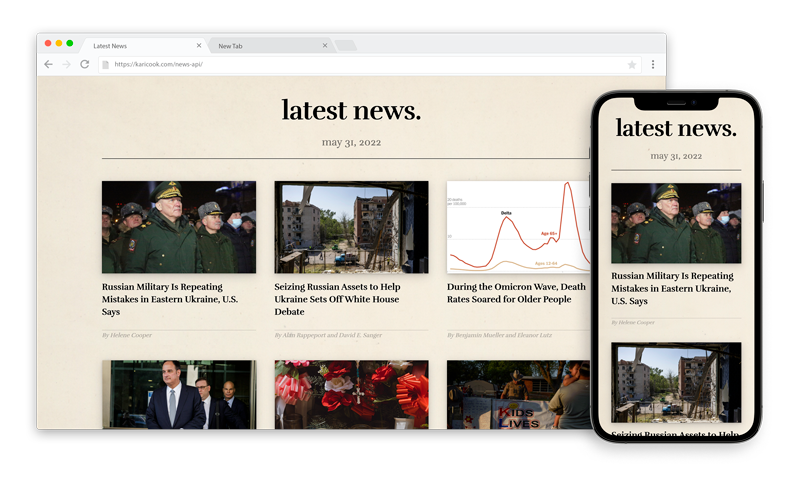 Latest News
New Tab
https://karicook.com/news-api/
latest news.
may 31, 2022
Delta
Age 65+
Ages 12-64
Russian Military Is Repeating
Mistakes in Eastern Ukraine, U.S.
Says
By Helene Cooper
Seizing Russian Assets to Help
Ukraine Sets Off White House
Debate
By Alan Rappeport and David E. Sanger
During the Omicron Wave, Death
Rates Soared for Older People
By Benjamin Mueller and Eleanor Lutz
KIDS
LIVES
latest news.
may 31, 2022
Russian Military Is Repeating
Mistakes in Eastern Ukraine, U.S.
Says
By Helene Cooper
Seizing Russian Assets to Help